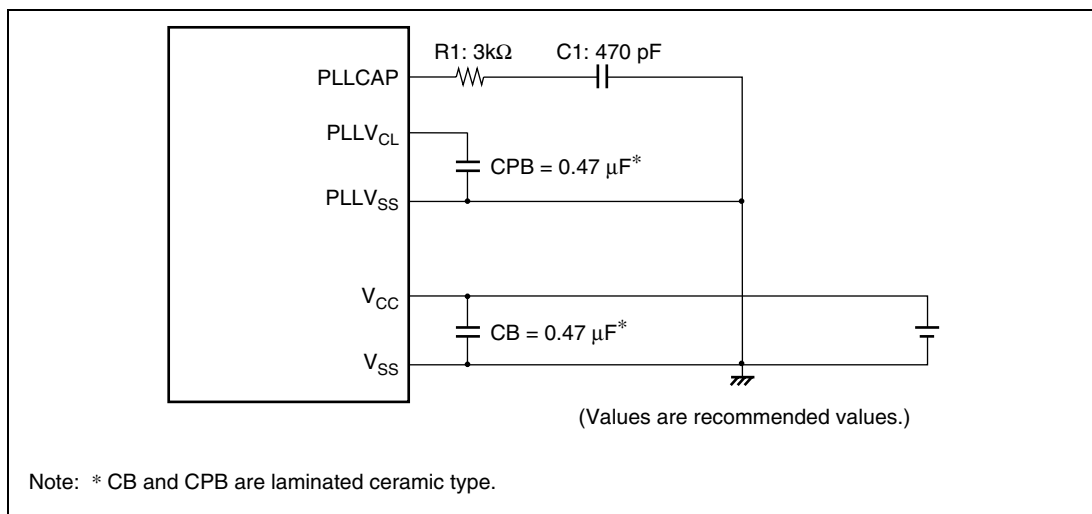 R1: 3kΩ
C1: 470 pF
PLLCAP
PLLVCL
CPB = 0.47 μF*
PLLVSS
VCC
CB = 0.47 μF*
VSS
(Values are recommended values.)
Note: * CB and CPB are laminated ceramic type.